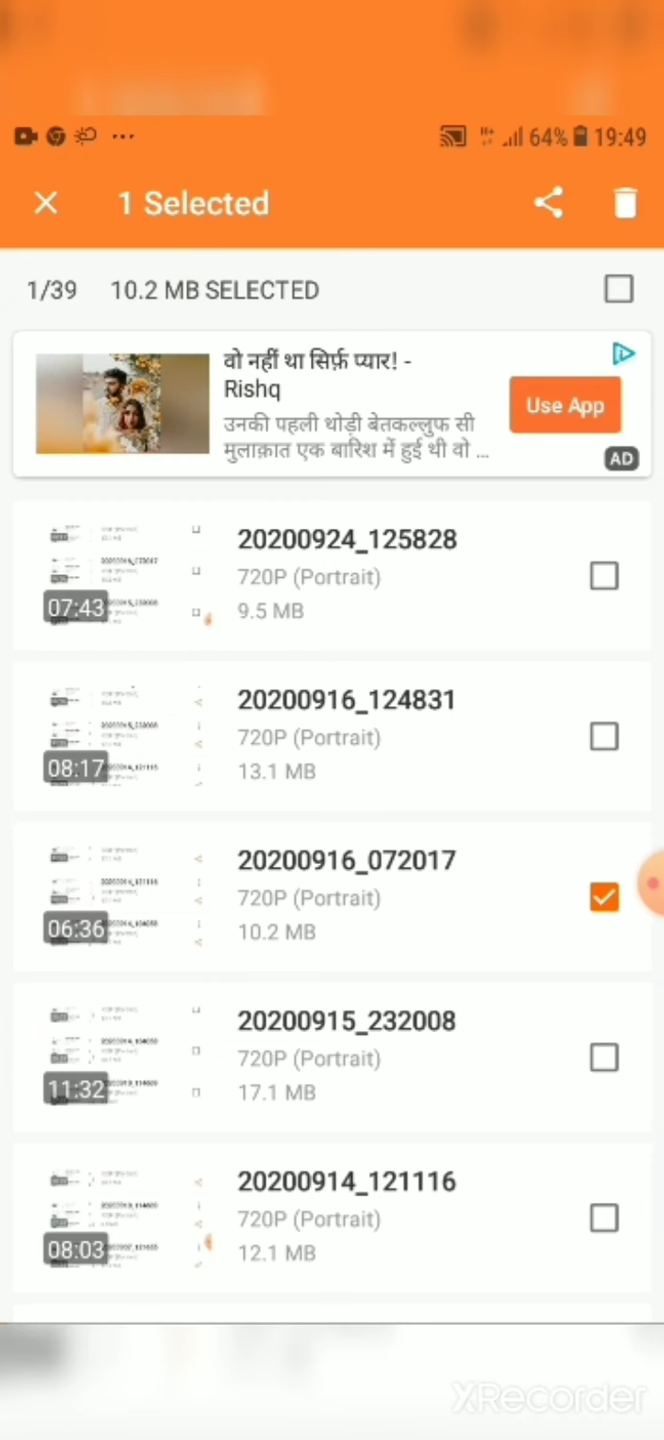 64% 19:49
1 Selected
1/39 10.2 MB SELECTED
वो नहीं था सिर्फ़ प्यार! -
Rishq
उनकी पहली थोड़ी बेतकल्लुफ सी
मुलाक़ात एक बारिश में हुई थी वो ...
Use App
AD
20200924_125828
720P (Portrait)
9.5 MB
07:43
20200916_124831
720P (Portrait)
13.1 MB
08:17
20200916_072017
720P (Portrait)
10.2 MB
06:36
20200915_232008
720P (Portrait)
17.1 MB
11:32
20200914_121116
720P (Portrait)
12.1 MB
08:03
XRecorder